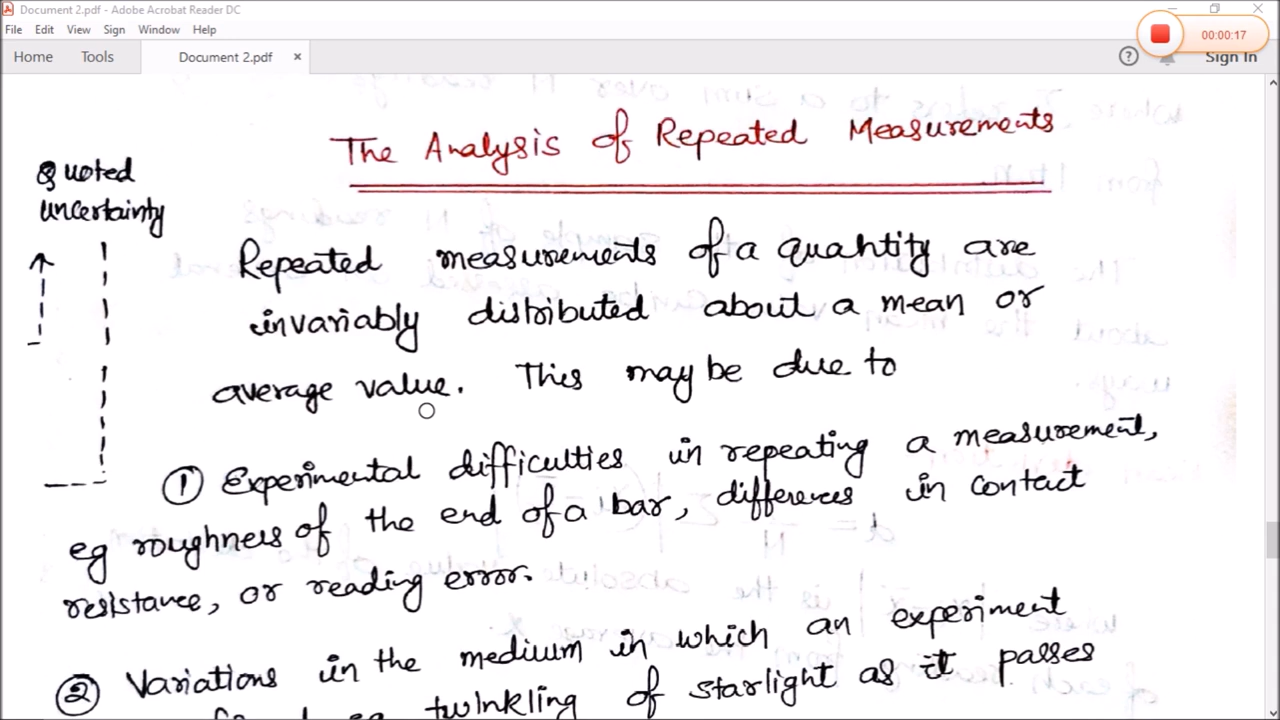 Document 2.pdf - Adobe Acrobat Reader DC
File Edit View Sign Window Help
00:00:17
Home Tools Document 2.pdf × ? Sign In
The Analysis of Repeated Measurements
Quoted
uncertainty
Repeated measurements of a quantity are
invariably distributed about a mean or
average value. This may be due to
① Experimental difficulties in repeating a measurement,
eg roughness of the end of a bar, differences in contact
resistance, or reading error.
② Variations in the medium in which an experiment
twinkling of starlight as it passes